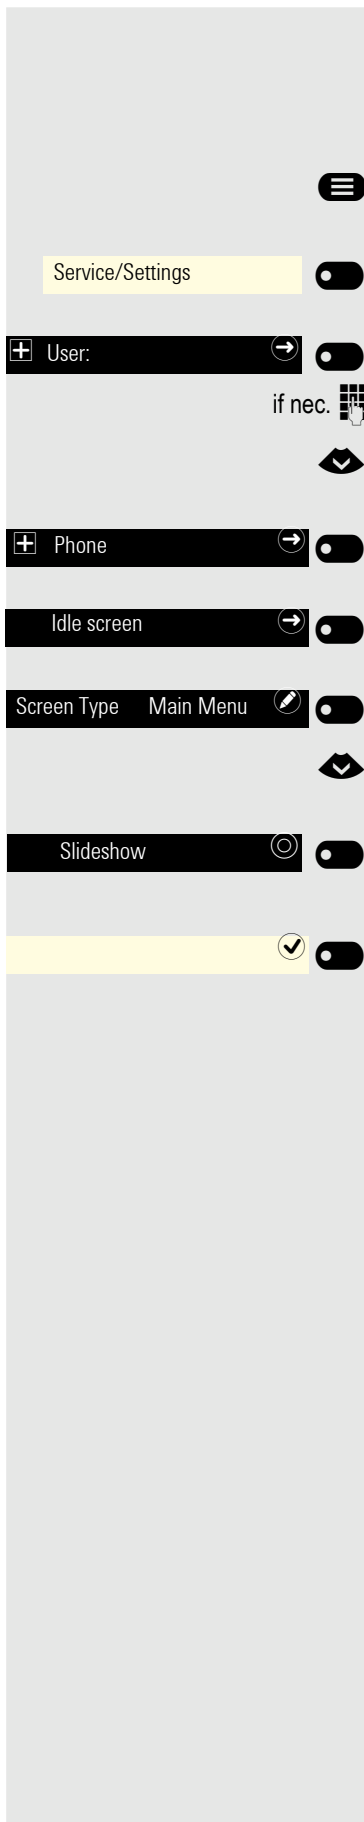 Service/Settings
User:
if nec.
Phone
Idle screen
Screen Type Main Menu
Slideshow